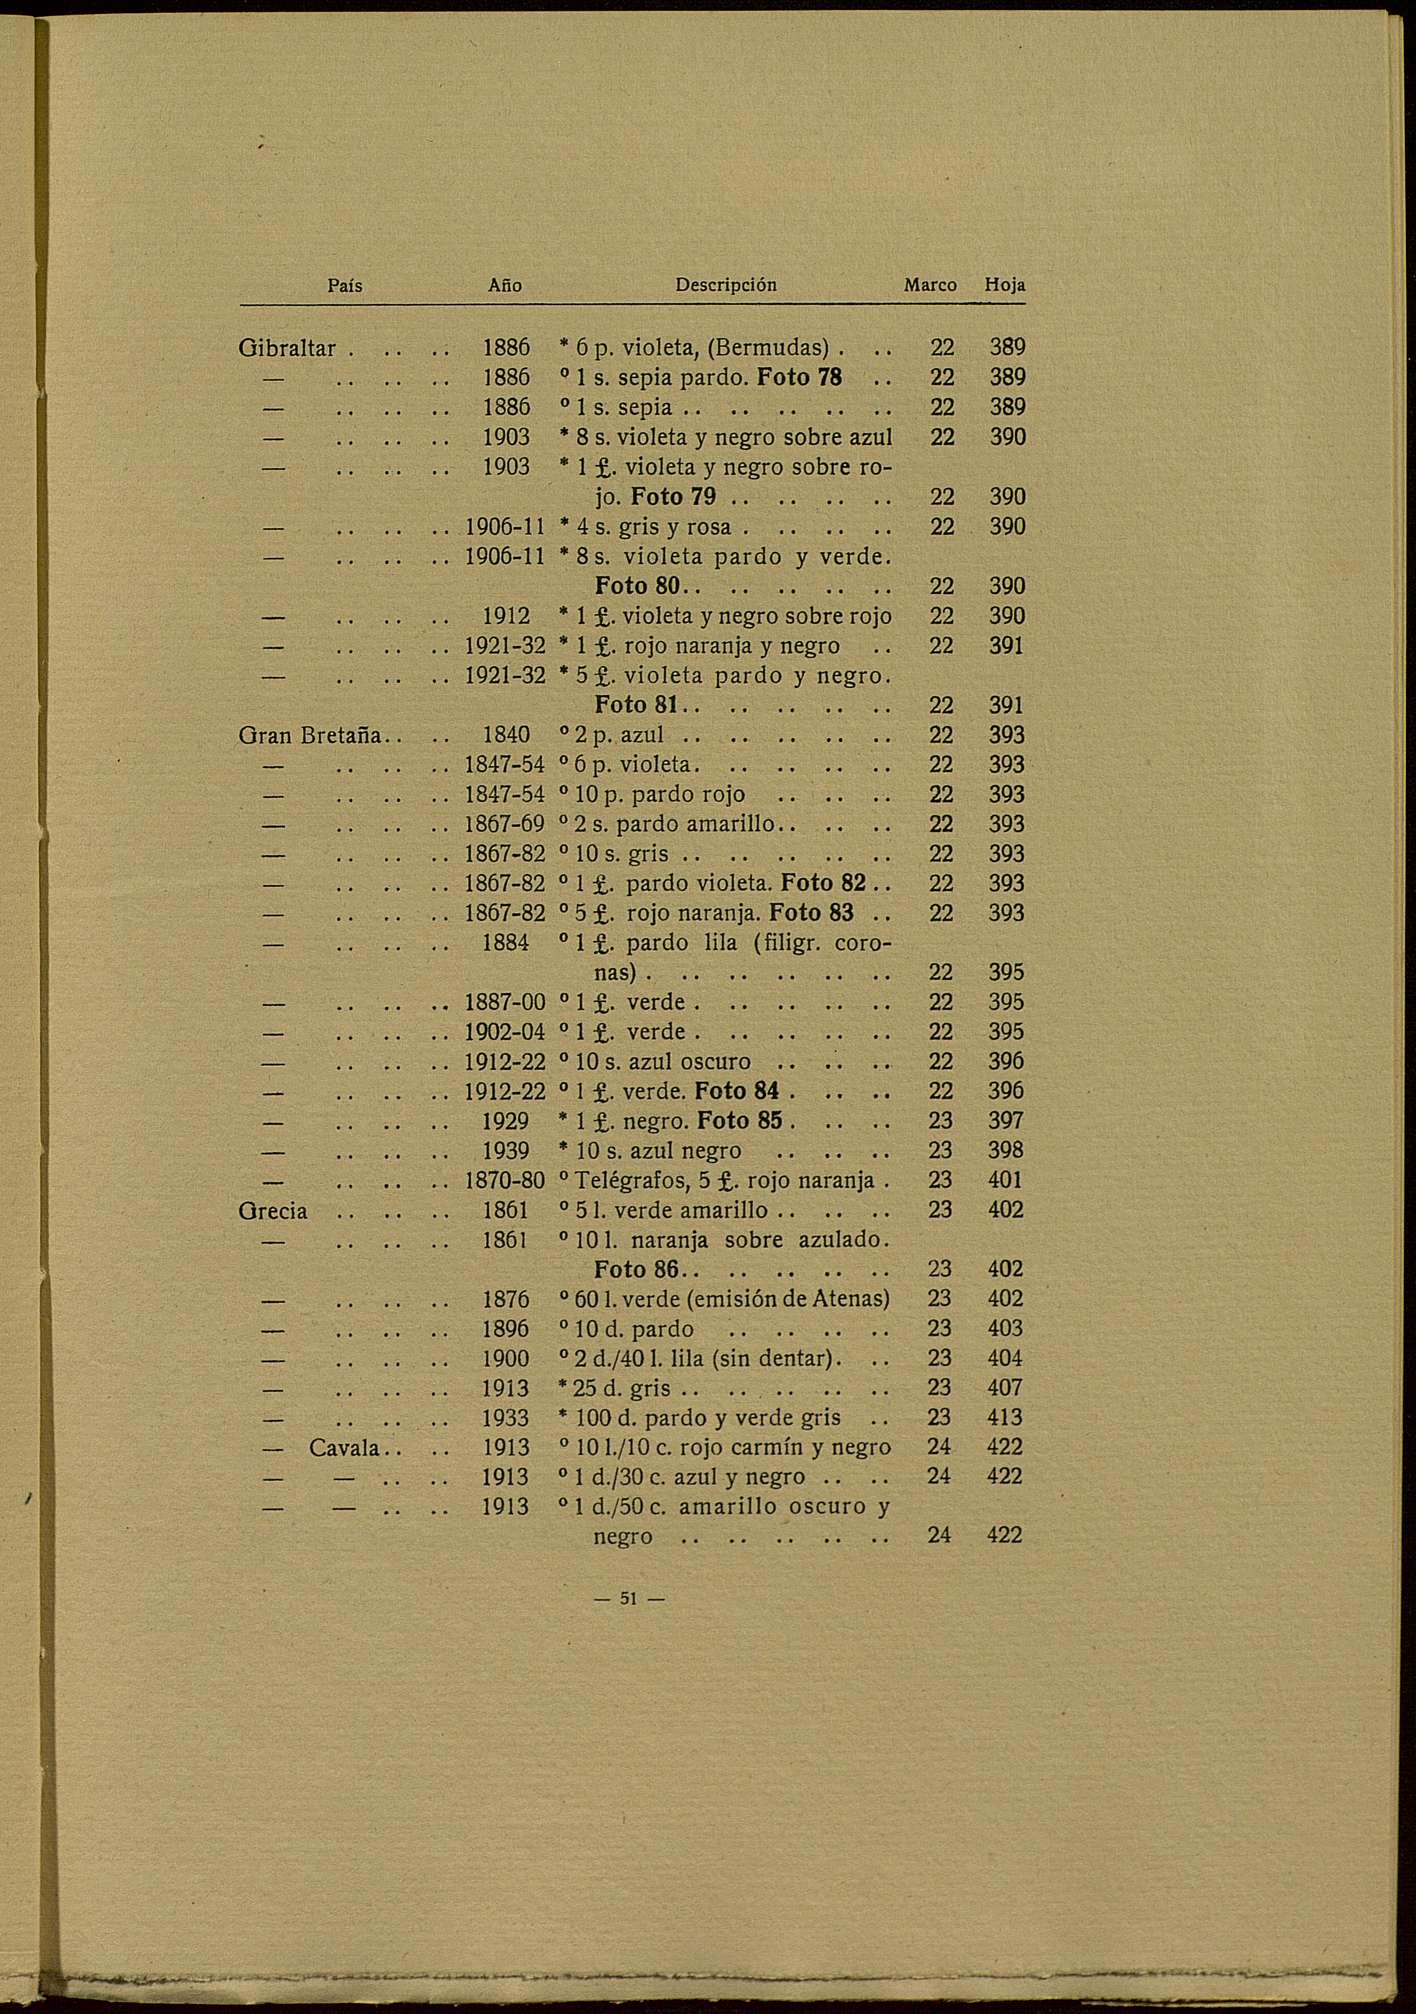 País Año Descripción Marco Hoja
Gibraltar . .. .. 1886 * 6 p. violeta, (Bermudas) . .. 22 389
— .. .. .. 1886 º 1 s. sepia pardo. Foto 78 .. 22 389
— .. .. .. 1886 º 1 s. sepia .. .. .. .. .. 22 389
— .. .. .. 1903 * 8 s. violeta y negro sobre azul 22 390
— .. .. .. 1903 * 1 £. violeta y negro sobre ro-
jo. Foto 79 .. .. .. .. 22 390
— .. .. .. 1906-11 * 4 s. gris y rosa . .. .. .. 22 390
— .. .. .. 1906-11 * 8 s. violeta pardo y verde.
Foto 80.. .. .. .. .. 22 390
— .. .. .. 1912 * 1 £. violeta y negro sobre rojo 22 390
— .. .. .. 1921-32 * 1 £. rojo naranja y negro .. 22 391
— .. .. .. 1921-32 * 5 £. violeta pardo y negro.
Foto 81.. .. .. .. .. 22 391
Gran Bretaña.. .. 1840 º 2 p. azul .. .. .. .. .. 22 393
— .. .. .. 1847-54 º 6 p. violeta. .. .. .. .. 22 393
— .. .. .. 1847-54 º 10 p. pardo rojo .. .. .. 22 393
— .. .. .. 1867-69 º 2 s. pardo amarillo.. .. .. 22 393
— .. .. .. 1867-82 º 10 s. gris .. .. .. .. .. 22 393
— .. .. .. 1867-82 º 1 £. pardo violeta. Foto 82 .. 22 393
— .. .. .. 1867-82 º 5 £. rojo naranja. Foto 83 .. 22 393
— .. .. .. 1884 º 1 £. pardo lila (filigr. coro-
nas) . .. .. .. .. .. 22 395
— .. .. .. 1887-00 º 1 £. verde . .. .. .. .. 22 395
— .. .. .. 1902-04 º 1 £. verde . .. .. .. .. 22 395
— .. .. .. 1912-22 º 10 s. azul oscuro .. .. .. 22 396
— .. .. .. 1912-22 º 1 £. verde. Foto 84 . .. .. 22 396
— .. .. .. 1929 * 1 £. negro. Foto 85 . .. .. 23 397
— .. .. .. 1939 * 10 s. azul negro .. .. .. 23 398
— .. .. .. 1870-80 º Telégrafos, 5 £. rojo naranja . 23 401
Grecia .. .. .. 1861 º 5 l. verde amarillo .. .. .. 23 402
— .. .. .. 1861 º 10 l. naranja sobre azulado.
Foto 86.. .. .. .. .. 23 402
— .. .. .. 1876 º 60 l. verde (emisión de Atenas) 23 402
— .. .. .. 1896 º 10 d. pardo .. .. .. .. 23 403
— .. .. .. 1900 º 2 d./40 l. lila (sin dentar). .. 23 404
— .. .. .. 1913 * 25 d. gris .. .. .. .. .. 23 407
— .. .. .. 1933 * 100 d. pardo y verde gris .. 23 413
— Cavala.. .. 1913 º 10 l./10 c. rojo carmín y negro 24 422
— — .. .. 1913 º 1 d./30 c. azul y negro .. .. 24 422
— — .. .. 1913 º 1 d./50 c. amarillo oscuro y
negro .. .. .. .. .. 24 422
— 51 —